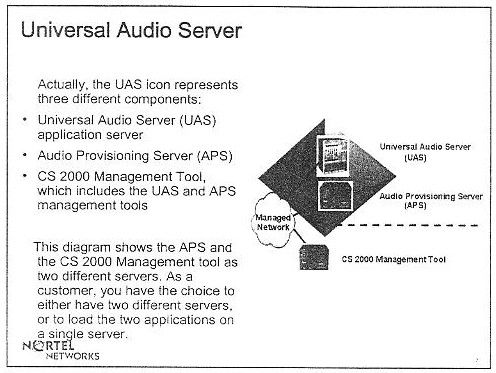 Universal Audio Server
Actually, the UAS icon represents
three different components:
• Universal Audio Server (UAS)
application server
• Audio Provisioning Server (APS)
• CS 2000 Management Tool,
which includes the UAS and APS
management tools
This diagram shows the APS and
the CS 2000 Management tool as
two different servers. As a
customer, you have the choice to
either have two different servers,
or to load the two applications on
a single server.
Universal Audio Server
(UAS)
Audio Provisioning Server
(APS)
Managed
Network
CS 2000 Management Tool
NORTEL
NETWORKS